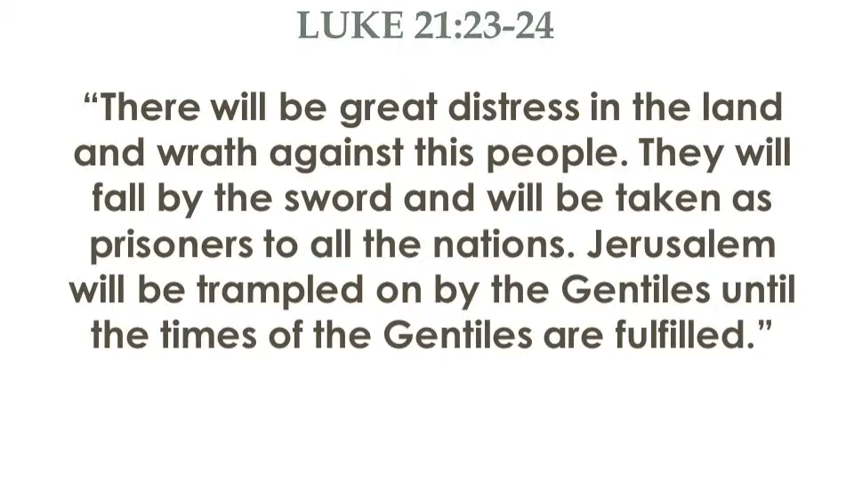 LUKE 21:23-24
“There will be great distress in the land
and wrath against this people. They will
fall by the sword and will be taken as
prisoners to all the nations. Jerusalem
will be trampled on by the Gentiles until
the times of the Gentiles are fulfilled.”